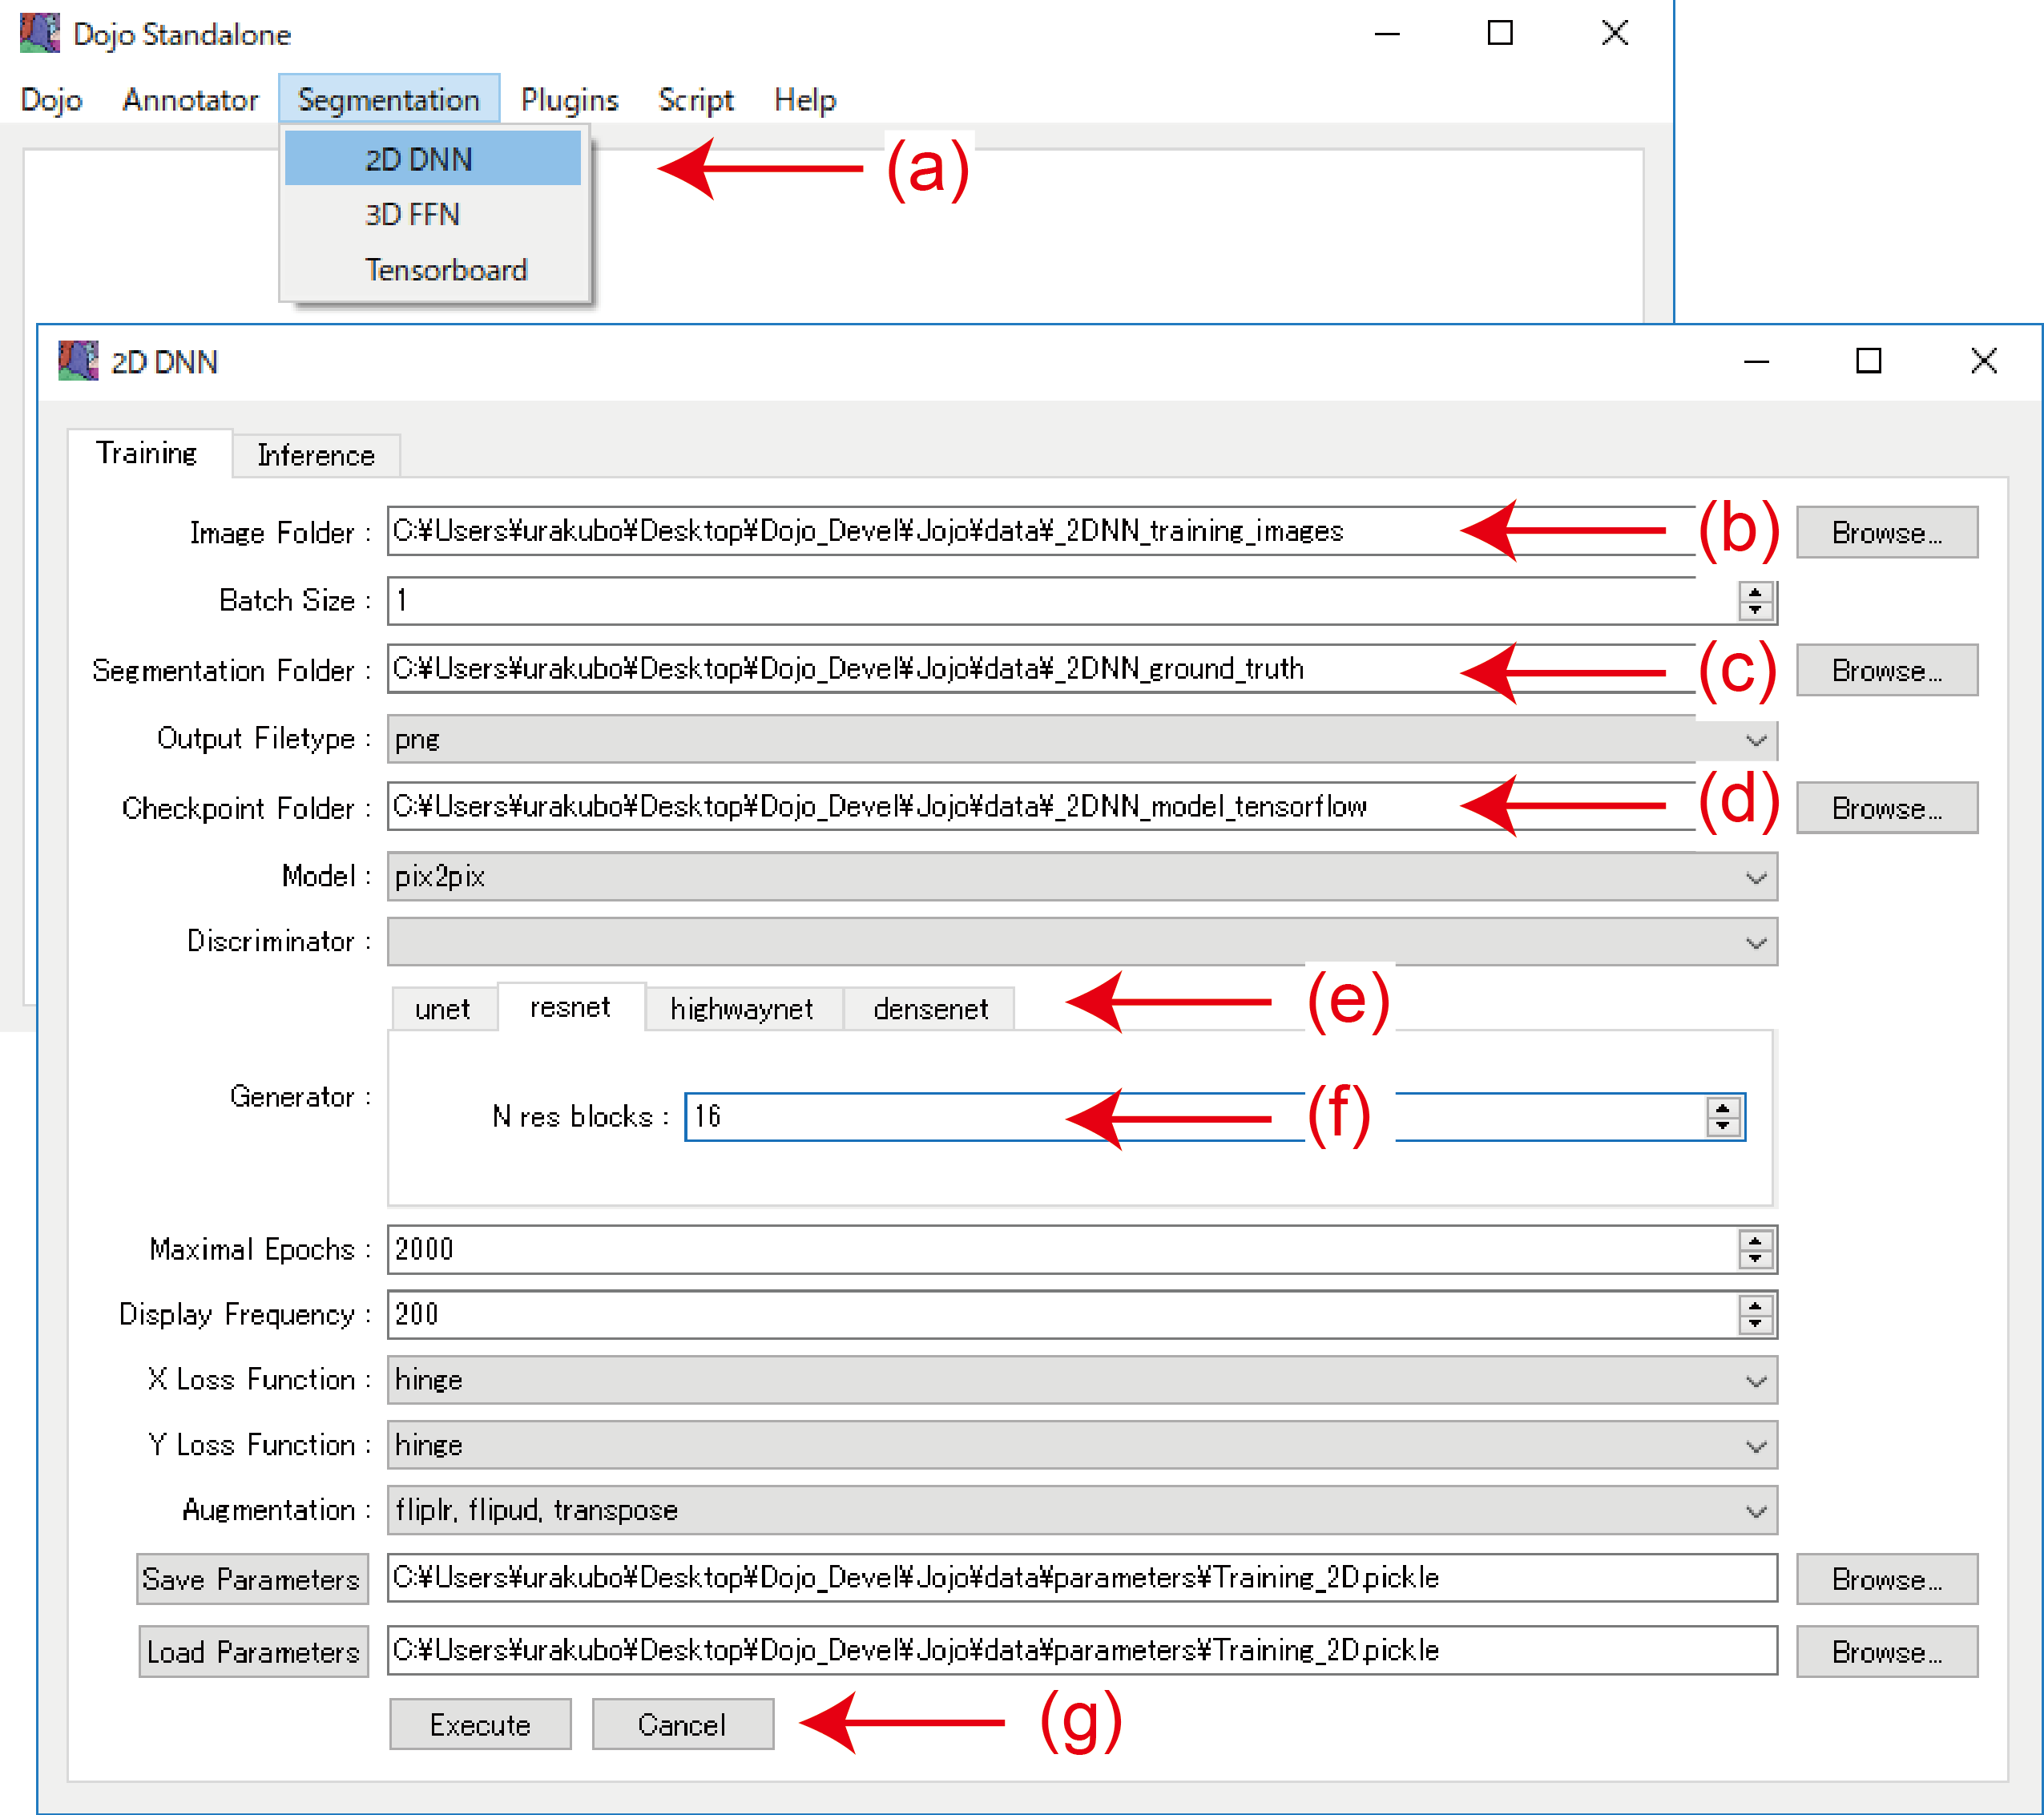 Dojo Standalone
Dojo Annotator Segmentation Plugins Script Help
2D DNN (a)
3D FFN
Tensorboard
2D DNN
Training Inference
Image Folder : C:¥Users¥urakubo¥Desktop¥Dojo_Devel¥Jojo¥data¥_2DNN_training_images (b) Browse...
Batch Size : 1
Segmentation Folder : C:¥Users¥urakubo¥Desktop¥Dojo_Devel¥Jojo¥data¥_2DNN_ground_truth (c) Browse...
Output Filetype : png
Checkpoint Folder : C:¥Users¥urakubo¥Desktop¥Dojo_Devel¥Jojo¥data¥_2DNN_model_tensorflow (d) Browse...
Model : pix2pix
Discriminator :
unet resnet highwaynet densenet (e)
Generator :
N res blocks : 16 (f)
Maximal Epochs : 2000
Display Frequency : 200
X Loss Function : hinge
Y Loss Function : hinge
Augmentation : fliplr, flipud, transpose
Save Parameters C:¥Users¥urakubo¥Desktop¥Dojo_Devel¥Jojo¥data¥parameters¥Training_2D.pickle Browse...
Load Parameters C:¥Users¥urakubo¥Desktop¥Dojo_Devel¥Jojo¥data¥parameters¥Training_2D.pickle Browse...
Execute Cancel (g)